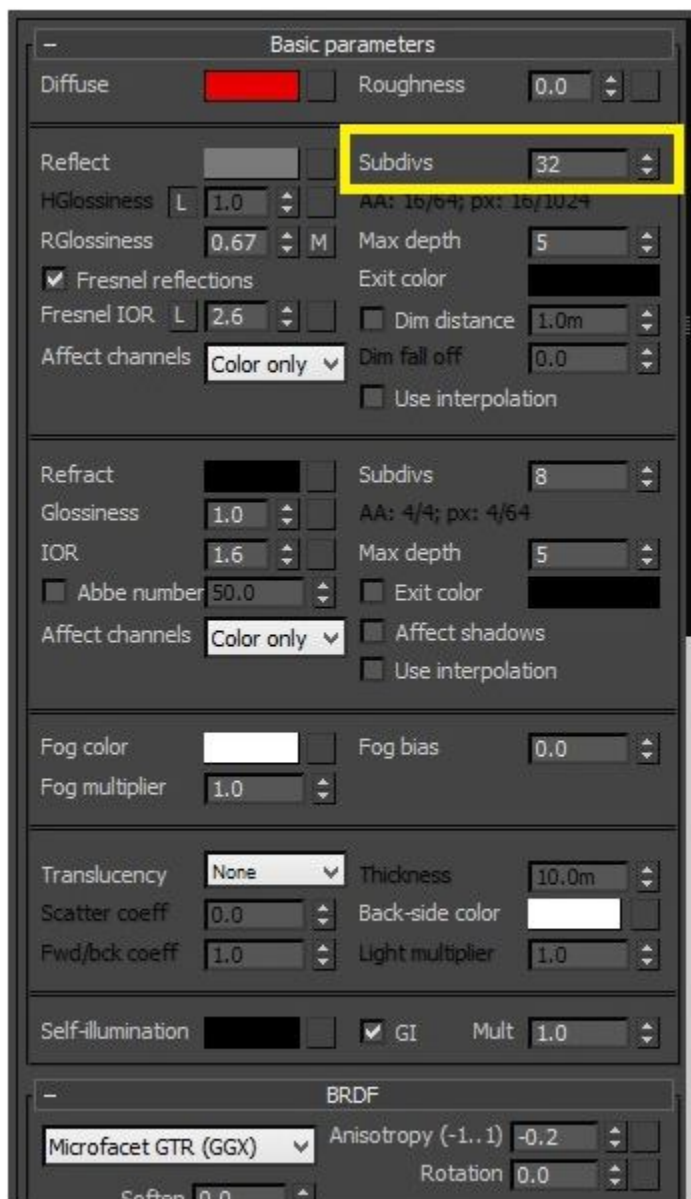 − Basic parameters
Diffuse Roughness 0.0
Reflect Subdivs 32
HGlossiness L 1.0 AA: 16/64; px: 16/1024
RGlossiness 0.67 M Max depth 5
Fresnel reflections Exit color
Fresnel IOR L 2.6 Dim distance 1.0m
Affect channels Color only Dim fall off 0.0
Use interpolation
Refract Subdivs 8
Glossiness 1.0 AA: 4/4; px: 4/64
IOR 1.6 Max depth 5
Abbe number 50.0 Exit color
Affect channels Color only Affect shadows
Use interpolation
Fog color Fog bias 0.0
Fog multiplier 1.0
Translucency None Thickness 10.0m
Scatter coeff 0.0 Back-side color
Fwd/bck coeff 1.0 Light multiplier 1.0
Self-illumination GI Mult 1.0
− BRDF
Microfacet GTR (GGX) Anisotropy (-1..1) -0.2
Rotation 0.0
Soften 0.0